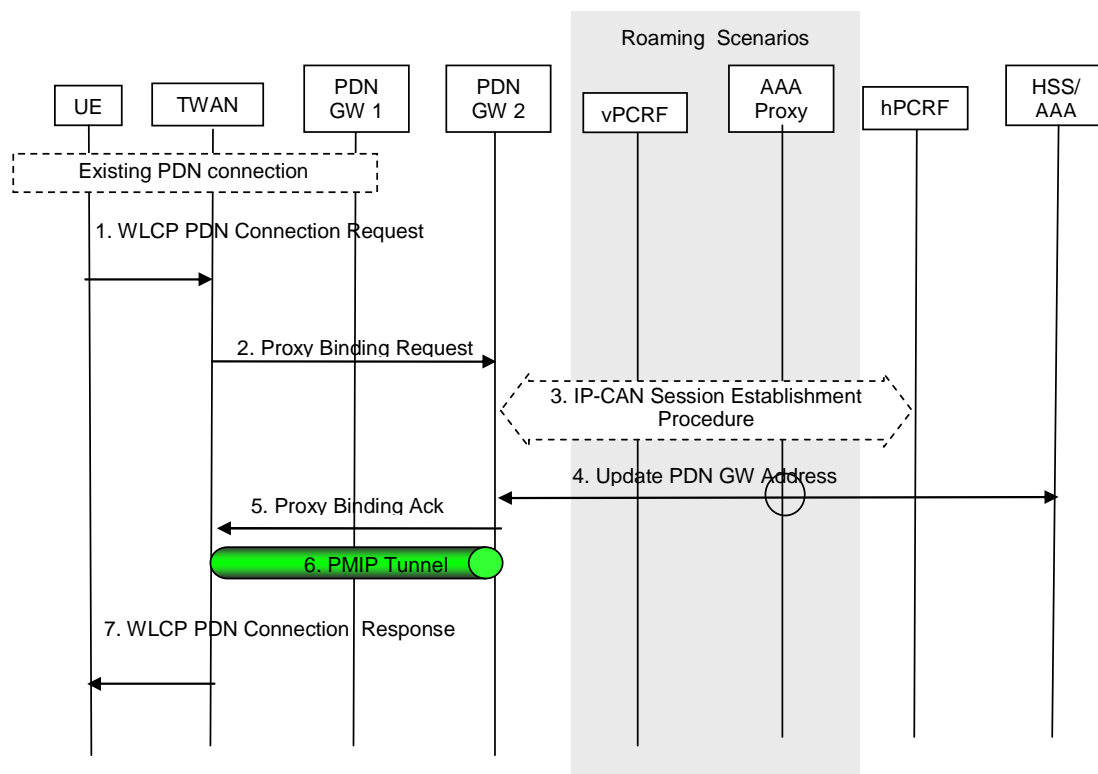 Roaming Scenarios
UE
TWAN
PDN
GW 1
PDN
GW 2
vPCRF
AAA
Proxy
hPCRF
HSS/
AAA
Existing PDN connection
1. WLCP PDN Connection Request
2. Proxy Binding Request
3. IP-CAN Session Establishment
Procedure
4. Update PDN GW Address
5. Proxy Binding Ack
6. PMIP Tunnel
7. WLCP PDN Connection Response